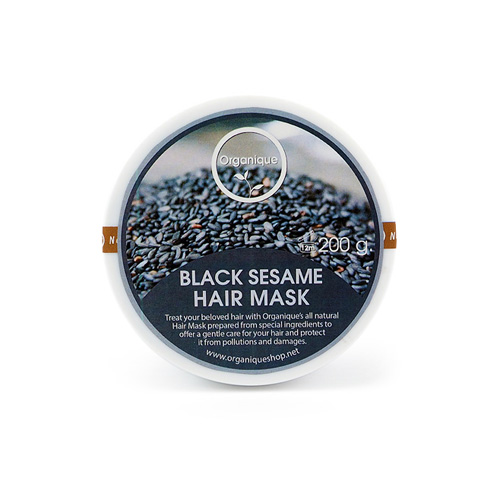 Organique
12m 200 g.
BLACK SESAME
HAIR MASK
Treat your beloved hair with Organique's all natural
Hair Mask prepared from special ingredients to
offer a gentle care for your hair and protect
it from pollutions and damages.
www.organiqueshop.net